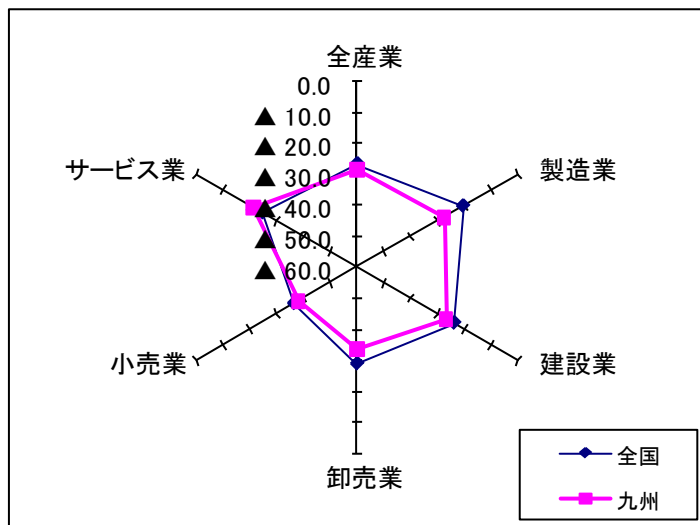 全産業
0.0
▲ 10.0
▲ 20.0
サービス業
▲ 30.0
製造業
▲ 40.0
▲ 50.0
▲ 60.0
小売業
建設業
卸売業
全国
九州